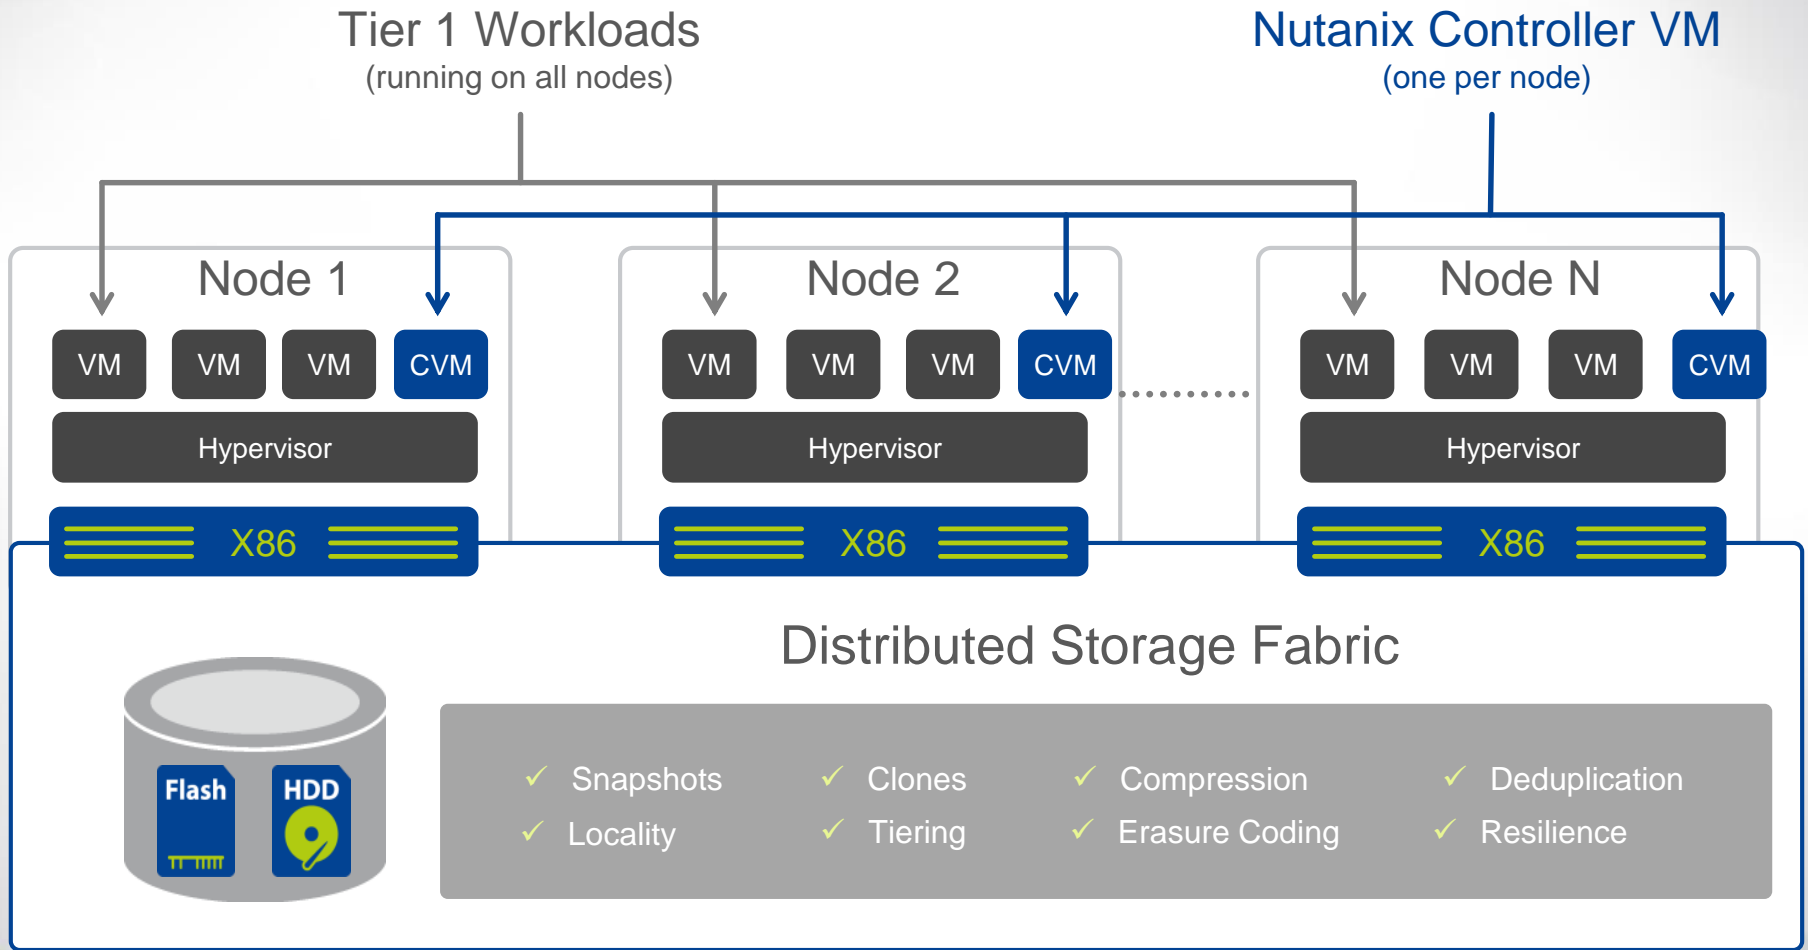 Tier 1 Workloads
(running on all nodes)
Nutanix Controller VM
(one per node)
Node 1
VM
VM
VM
CVM
Hypervisor
X86
Node 2
VM
VM
VM
CVM
Hypervisor
X86
Node N
VM
VM
VM
CVM
Hypervisor
X86
Distributed Storage Fabric
Flash
HDD
✓ Snapshots
✓ Clones
✓ Compression
✓ Deduplication
✓ Locality
✓ Tiering
✓ Erasure Coding
✓ Resilience